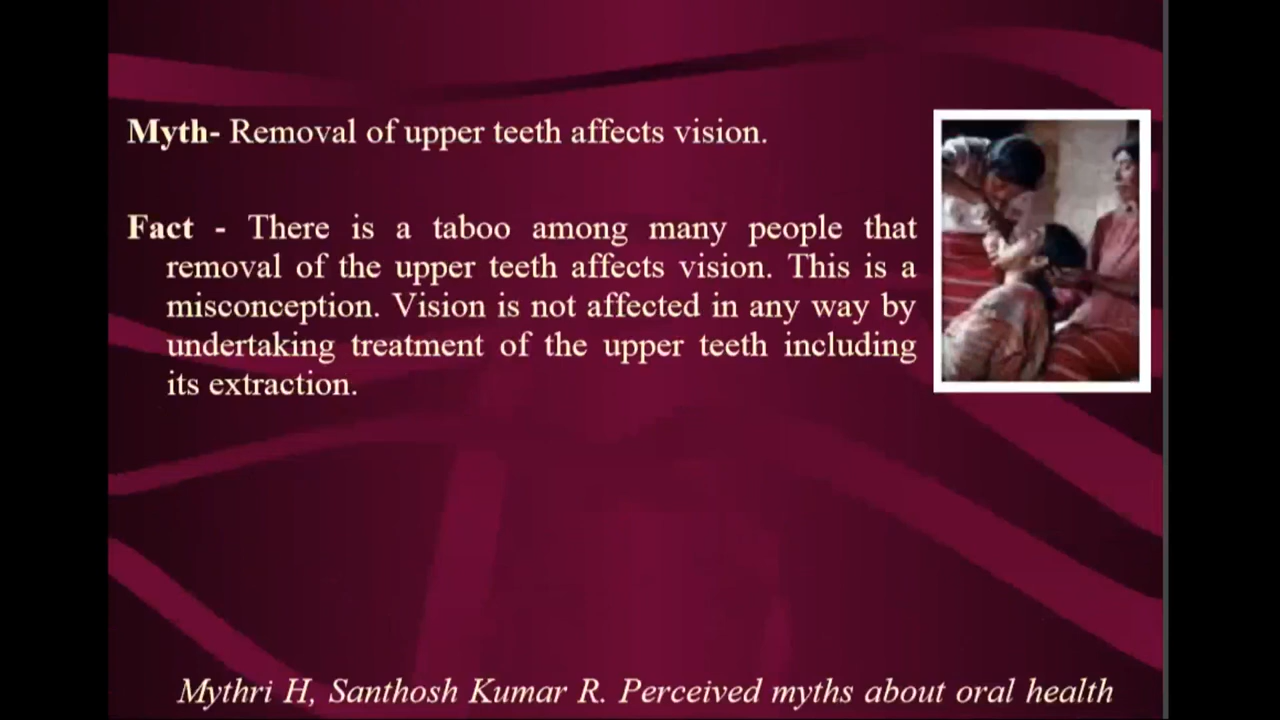 Myth- Removal of upper teeth affects vision.
Fact - There is a taboo among many people that
removal of the upper teeth affects vision. This is a
misconception. Vision is not affected in any way by
undertaking treatment of the upper teeth including
its extraction.
Mythri H, Santhosh Kumar R. Perceived myths about oral health